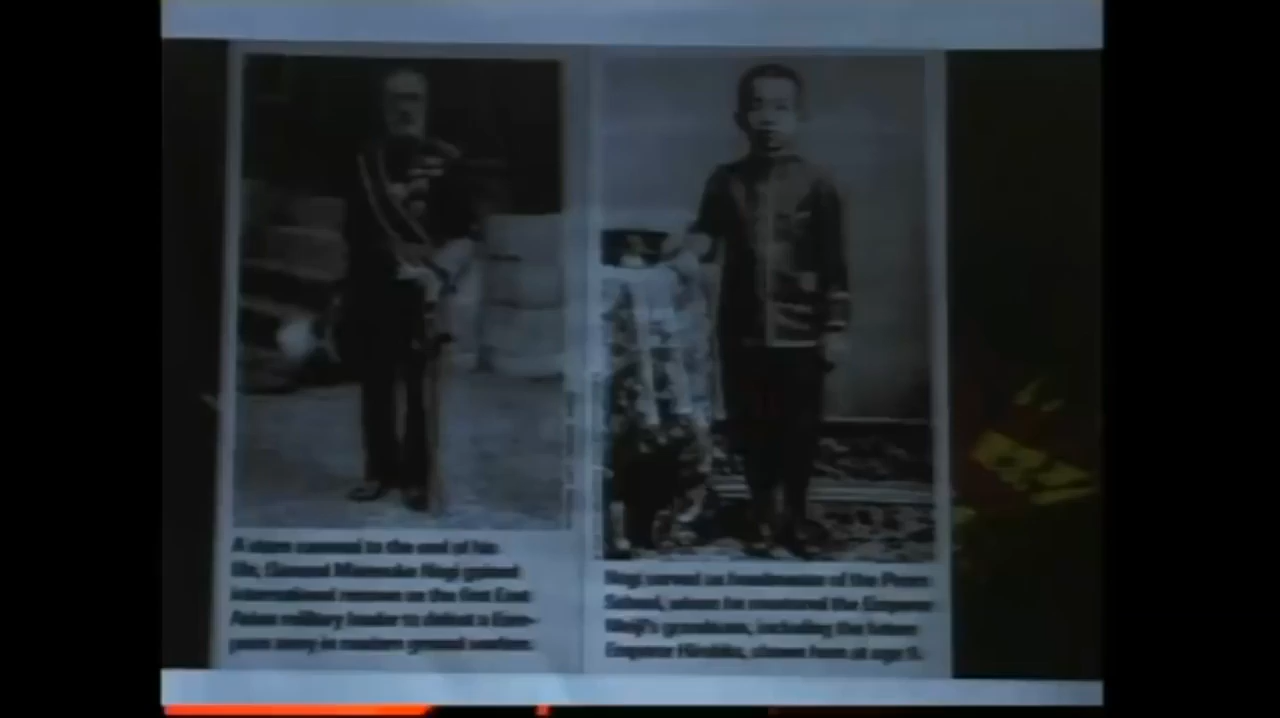 A stern samurai to the end of his
life, General Maresuke Nogi gained
international renown as the first East
Asian military leader to defeat a Euro-
pean army in modern ground warfare.
Nogi served as headmaster of the Peers
School, where he mentored the Emperor
Meiji's grandsons, including the future
Emperor Hirohito, shown here at age